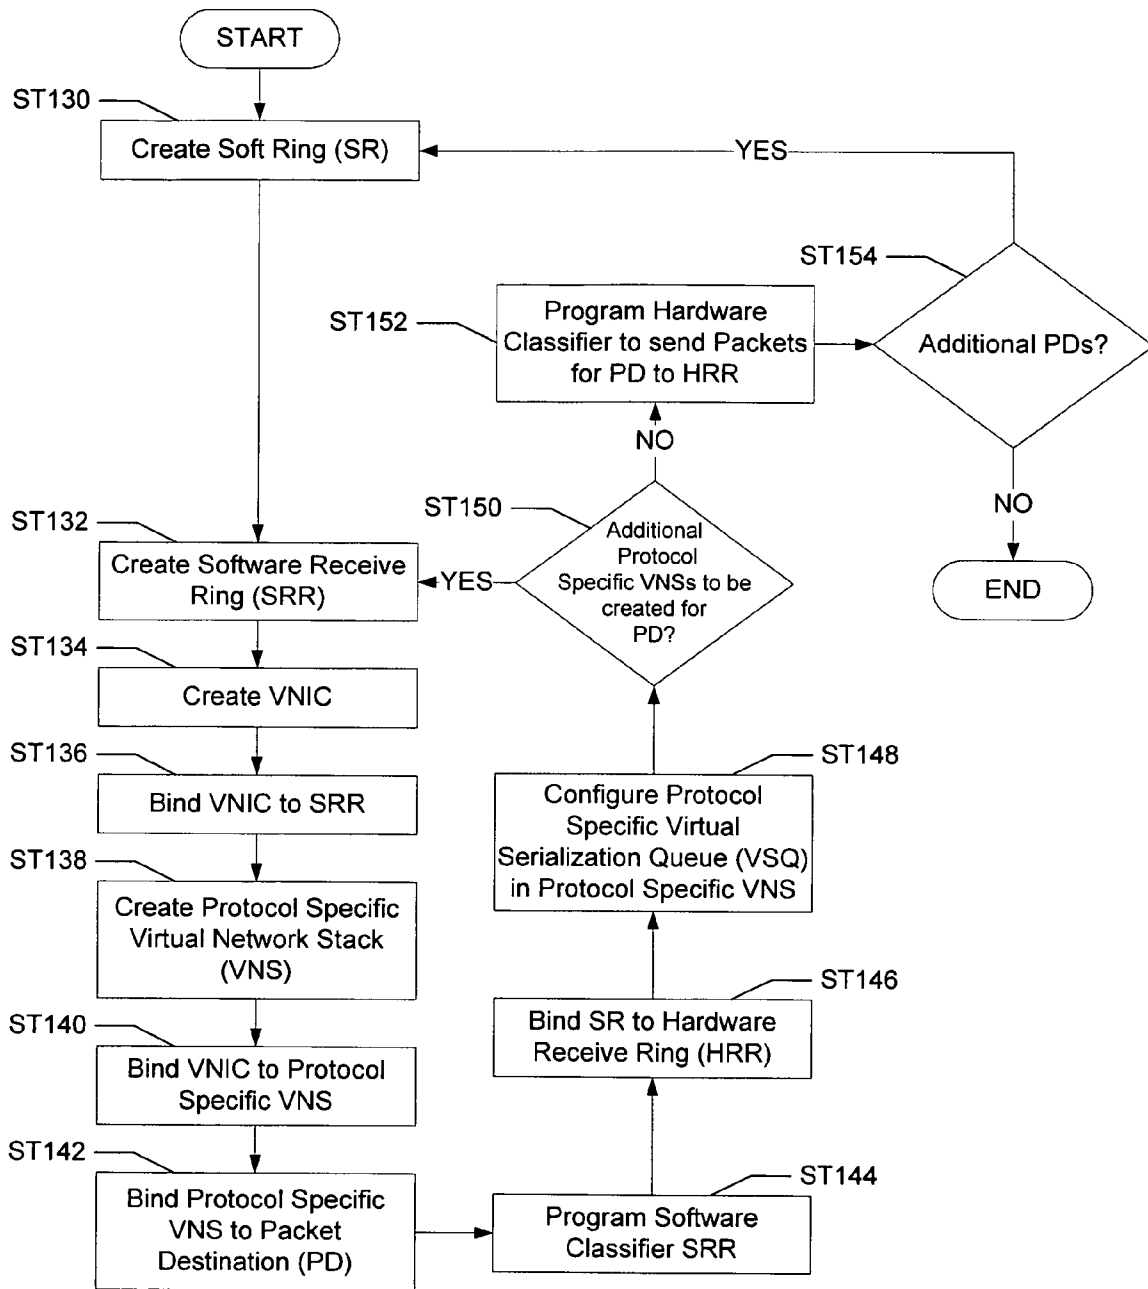 START
ST130
Create Soft Ring (SR)
YES
ST154
Additional PDs?
ST152
Program Hardware
Classifier to send Packets
for PD to HRR
NO
NO
END
ST150
Additional
Protocol
Specific VNSs to be
created for
PD?
YES
ST132
Create Software Receive
Ring (SRR)
ST134
Create VNIC
ST136
Bind VNIC to SRR
ST138
Create Protocol Specific
Virtual Network Stack
(VNS)
ST140
Bind VNIC to Protocol
Specific VNS
ST142
Bind Protocol Specific
VNS to Packet
Destination (PD)
ST144
Program Software
Classifier SRR
ST146
Bind SR to Hardware
Receive Ring (HRR)
ST148
Configure Protocol
Specific Virtual
Serialization Queue (VSQ)
in Protocol Specific VNS